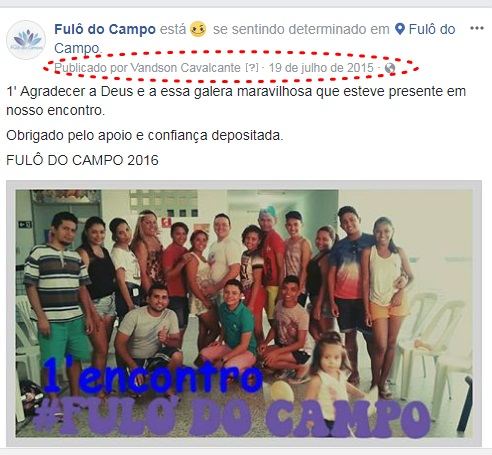 Fulô do Campo está se sentindo determinado em Fulô do
Campo.
Publicado por Vandson Cavalcante [?] · 19 de julho de 2015 ·
1' Agradecer a Deus e a essa galera maravilhosa que esteve presente em
nosso encontro.
Obrigado pelo apoio e confiança depositada.
FULÔ DO CAMPO 2016
1'encontro
#FULÔ DO CAMPO